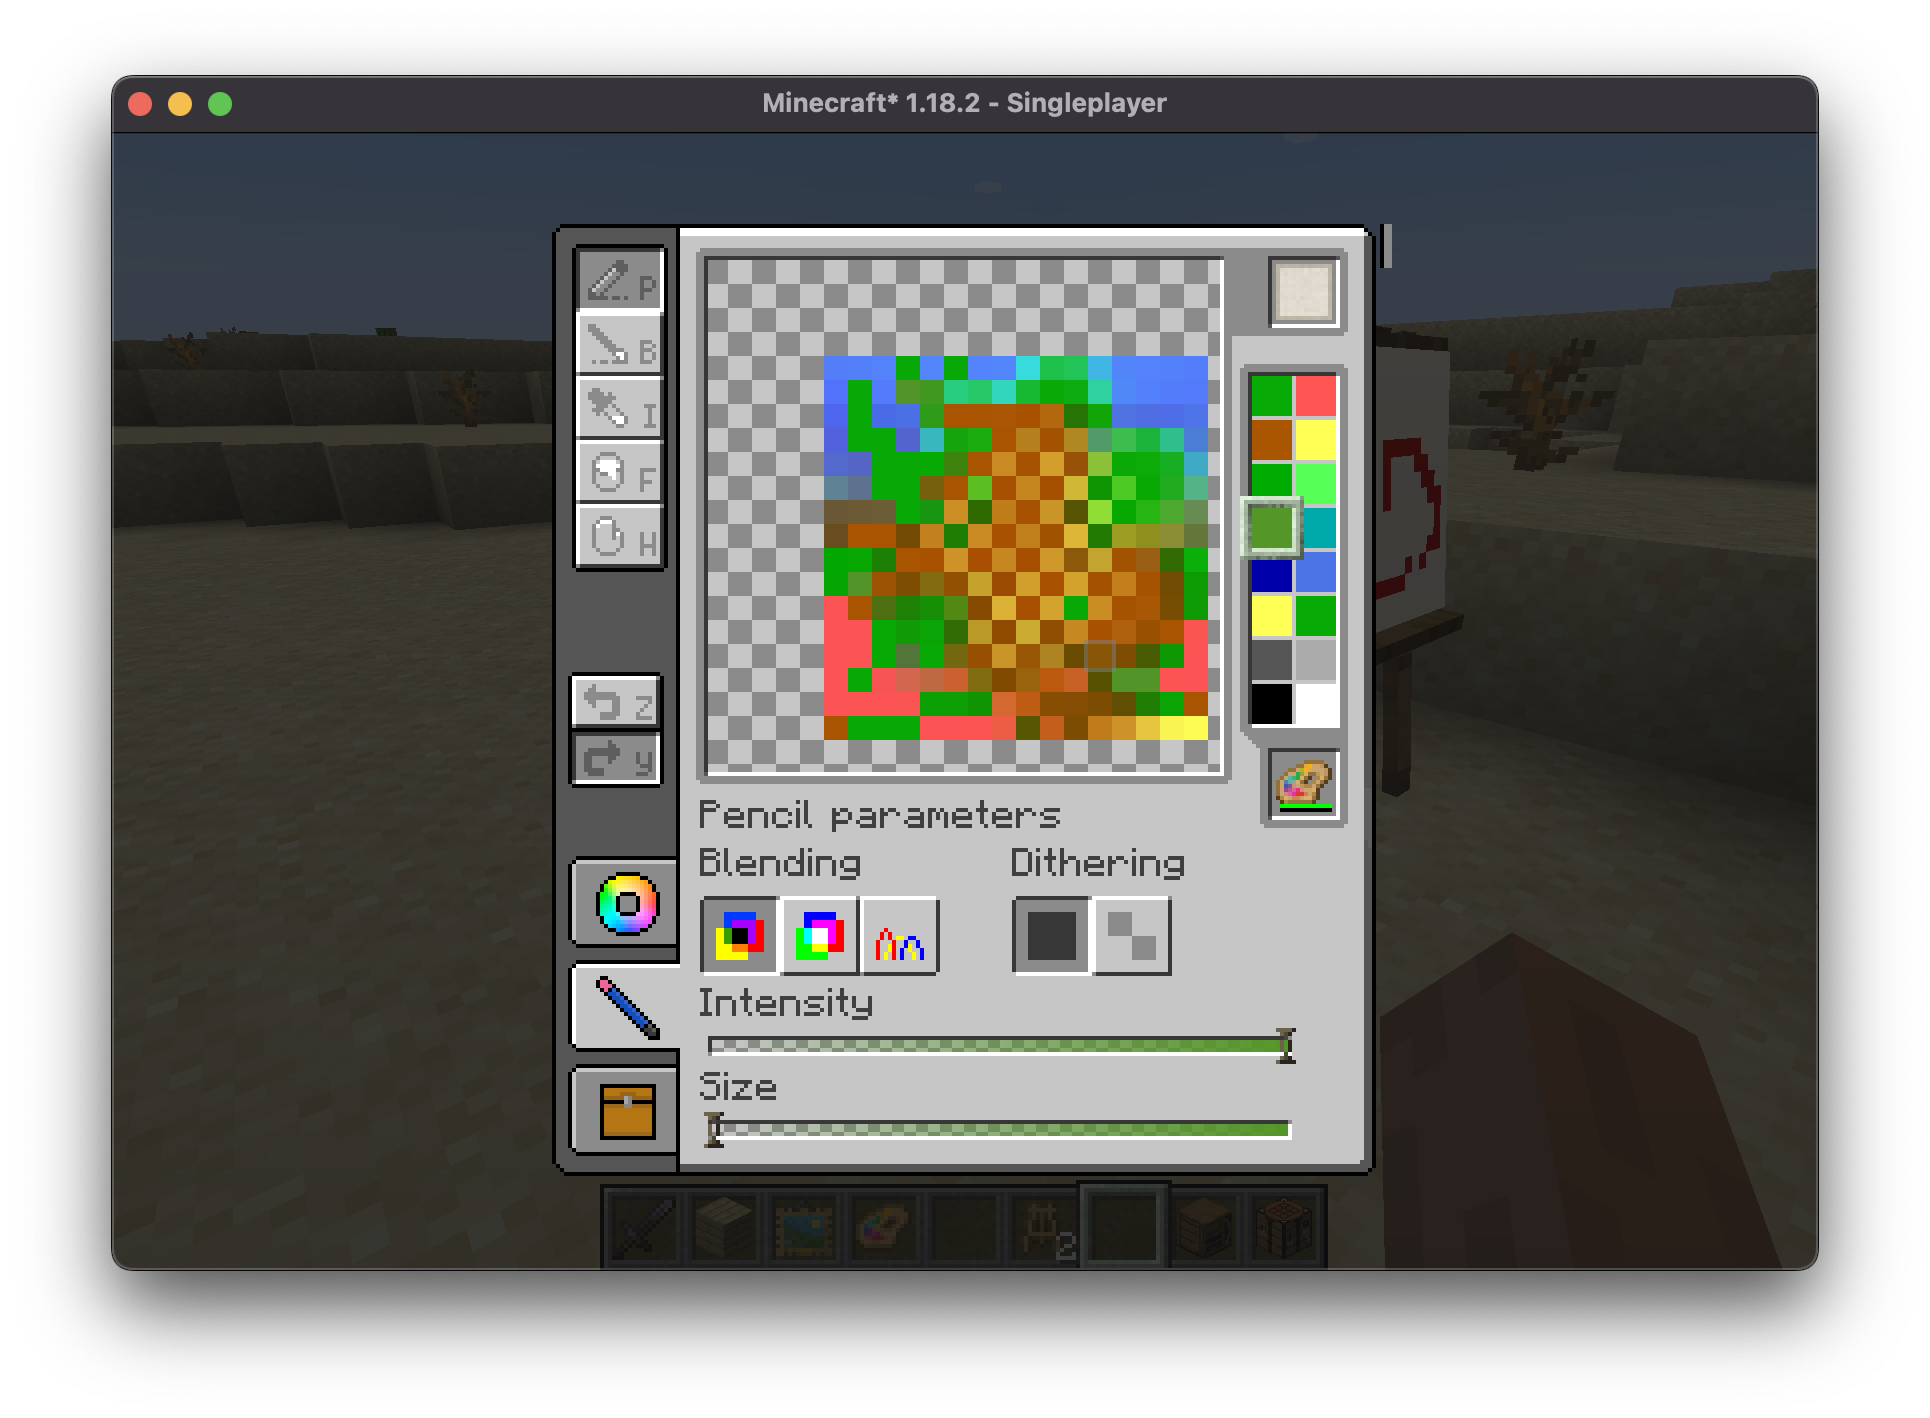 Minecraft* 1.18.2 - Singleplayer
P
B
I
F
H
Z
y
Pencil parameters
Blending Dithering
Intensity
Size
2